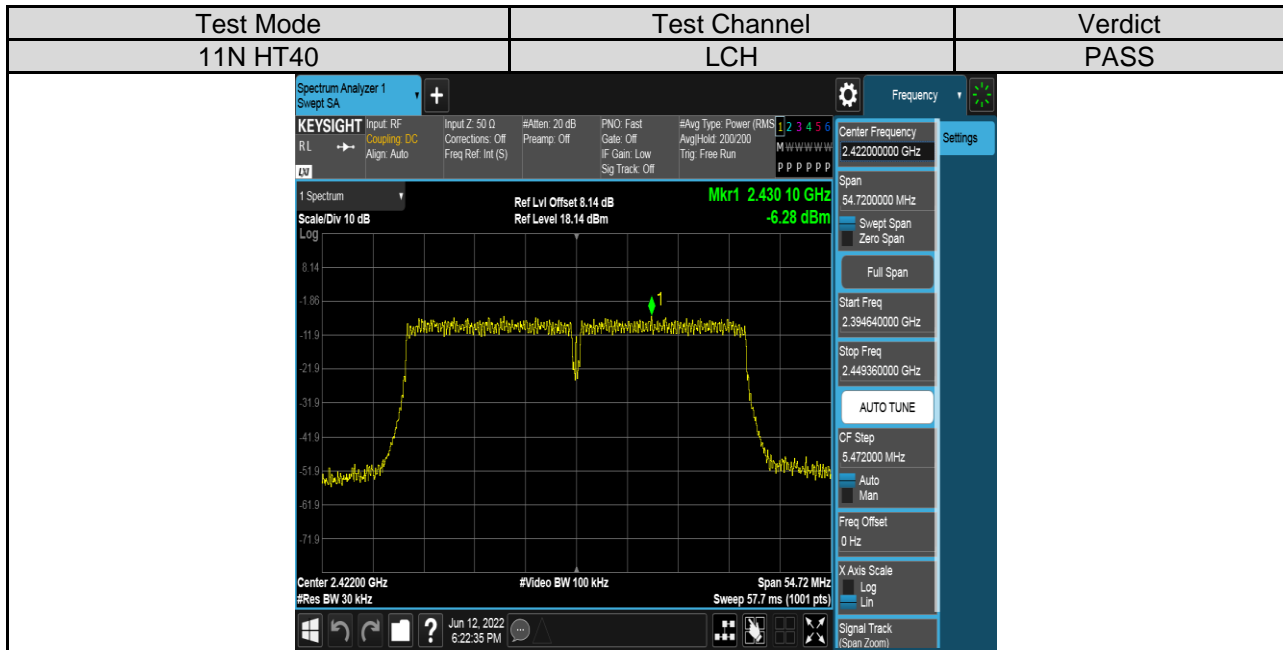 Test Mode Test Channel Verdict
11N HT40 LCH PASS
Spectrum Analyzer 1
Swept SA
+
Frequency
KEYSIGHT
RL
LXI
Input: RF
Coupling: DC
Align: Auto
Input Z: 50 Ω
Corrections: Off
Freq Ref: Int (S)
#Atten: 20 dB
Preamp: Off
PNO: Fast
Gate: Off
IF Gain: Low
Sig Track: Off
#Avg Type: Power (RMS
Avg|Hold: 200/200
Trig: Free Run
1 2 3 4 5 6
M W W W W W
P P P P P P
Center Frequency
2.422000000 GHz
Settings
1 Spectrum
Scale/Div 10 dB
Ref Lvl Offset 8.14 dB
Ref Level 18.14 dBm
Mkr1 2.430 10 GHz
-6.28 dBm
Log
8.14
-1.86
-11.9
-21.9
-31.9
-41.9
-51.9
-61.9
-71.9
1
Center 2.42200 GHz
#Res BW 30 kHz
#Video BW 100 kHz
Span 54.72 MHz
Sweep 57.7 ms (1001 pts)
Span
54.7200000 MHz
Swept Span
Zero Span
Full Span
Start Freq
2.394640000 GHz
Stop Freq
2.449360000 GHz
AUTO TUNE
CF Step
5.472000 MHz
Auto
Man
Freq Offset
0 Hz
X Axis Scale
Log
Lin
Signal Track
(Span Zoom)
?
Jun 12, 2022
6:22:35 PM